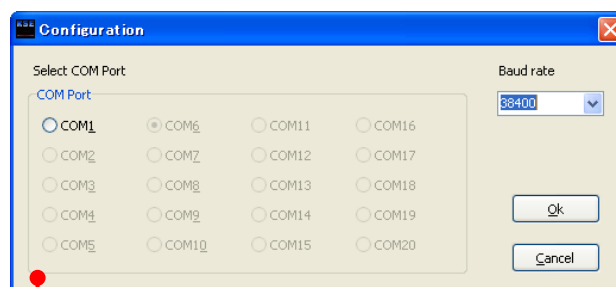 Configuration
Select COM Port
Baud rate
COM Port
38400
COM1 COM6 COM11 COM16
COM2 COM7 COM12 COM17
COM3 COM8 COM13 COM18
COM4 COM9 COM14 COM19
COM5 COM10 COM15 COM20
Ok
Cancel